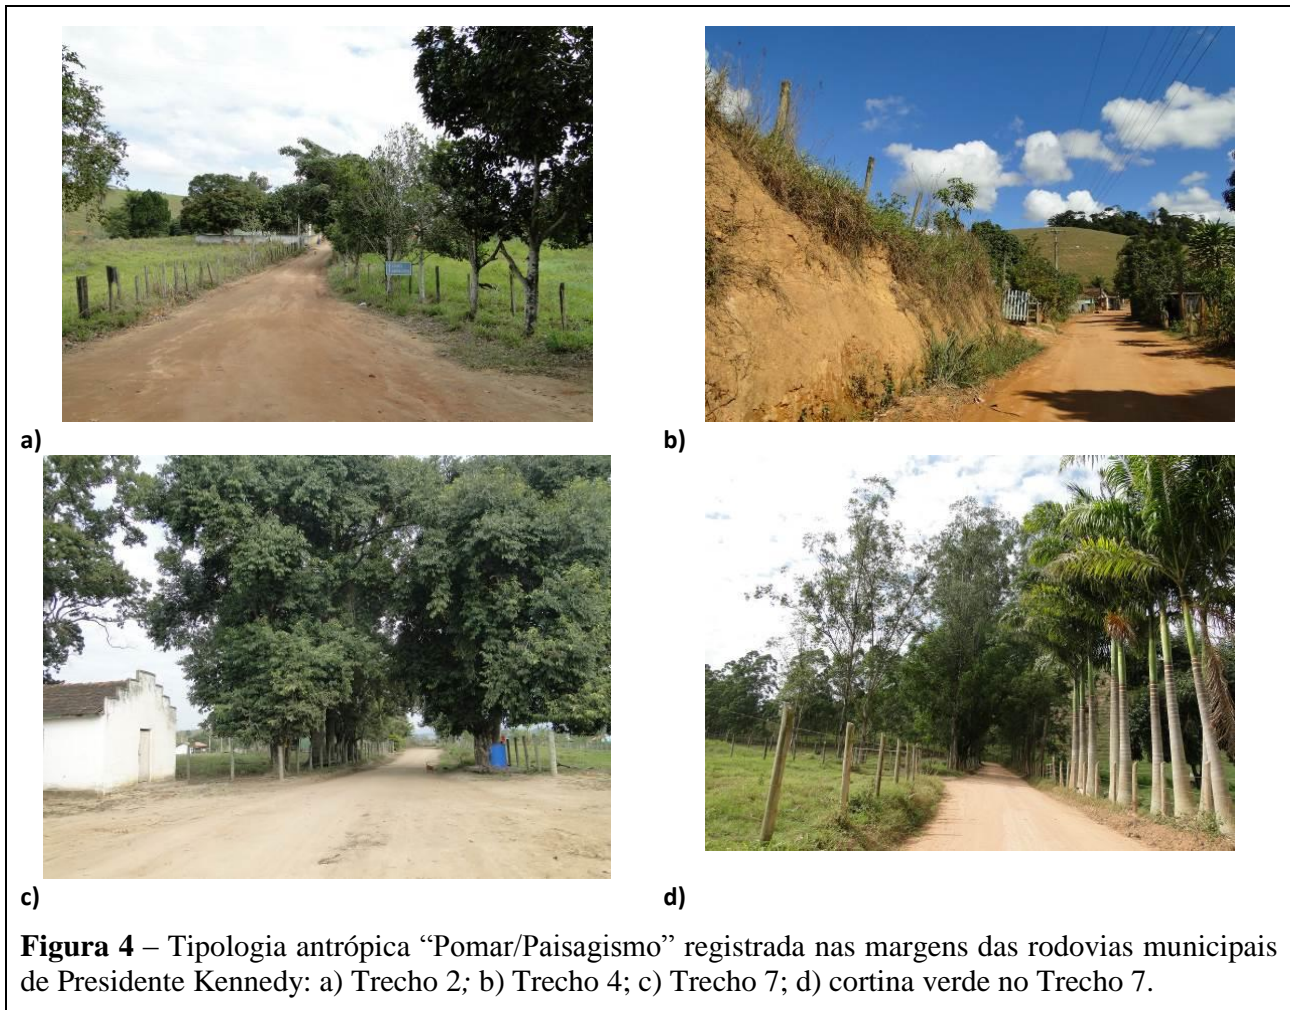 a)
b)
c)
d)
Figura 4 – Tipologia antrópica “Pomar/Paisagismo” registrada nas margens das rodovias municipais
de Presidente Kennedy: a) Trecho 2; b) Trecho 4; c) Trecho 7; d) cortina verde no Trecho 7.